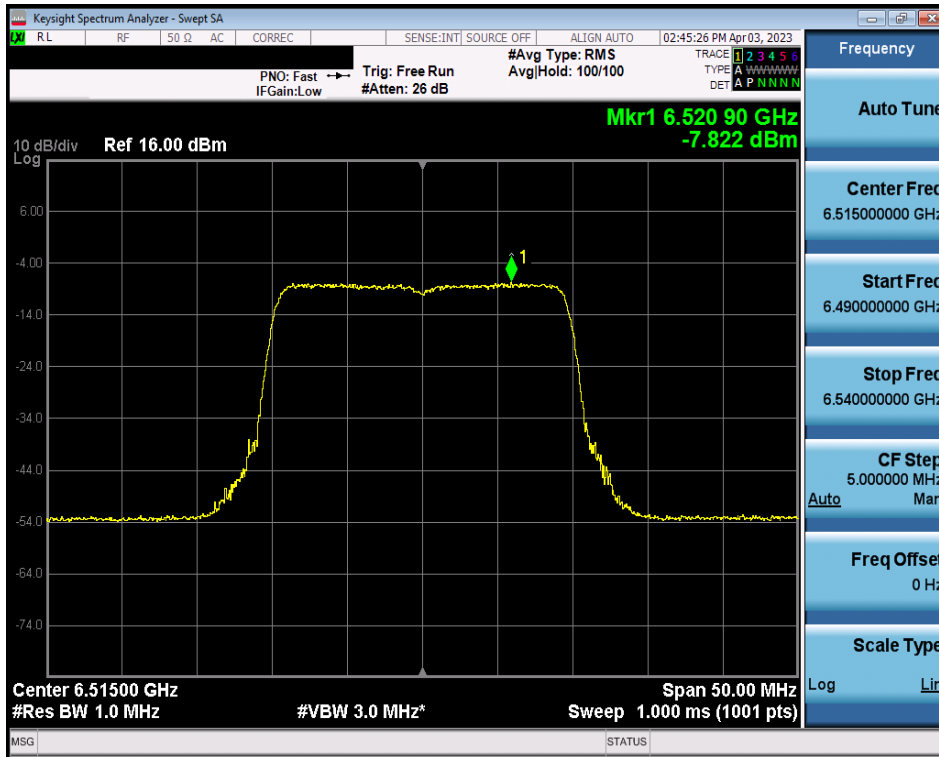 Keysight Spectrum Analyzer - Swept SA
LXI RL RF 50 Ω AC CORREC SENSE:INT SOURCE OFF ALIGN AUTO 02:45:26 PM Apr 03, 2023
PNO: Fast
IFGain:Low
Trig: Free Run
#Atten: 26 dB
#Avg Type: RMS
Avg|Hold: 100/100
TRACE 1 2 3 4 5 6
TYPE A WWWWW
DET A P N N N N
Mkr1 6.520 90 GHz
-7.822 dBm
10 dB/div Ref 16.00 dBm
Log
1
6.00
-4.00
-14.0
-24.0
-34.0
-44.0
-54.0
-64.0
-74.0
Center 6.51500 GHz Span 50.00 MHz
#Res BW 1.0 MHz #VBW 3.0 MHz* Sweep 1.000 ms (1001 pts)
MSG STATUS
Frequency
Auto Tune
Center Freq
6.515000000 GHz
Start Freq
6.490000000 GHz
Stop Freq
6.540000000 GHz
CF Step
5.000000 MHz
Auto Man
Freq Offset
0 Hz
Scale Type
Log Lin